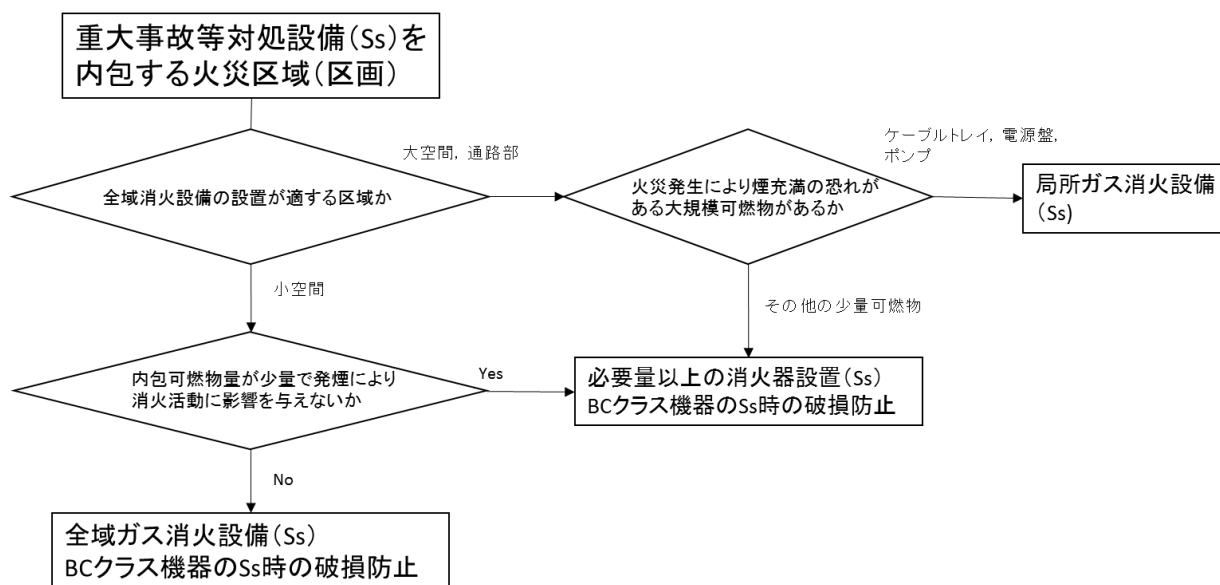 重大事故等対処設備(Ss)を
内包する火災区域(区画)
全域消火設備の設置が適する区域か
大空間, 通路部
火災発生により煙充満の恐れが
ある大規模可燃物があるか
ケーブルトレイ, 電源盤,
ポンプ
局所ガス消火設備
(Ss)
小空間
その他の少量可燃物
内包可燃物量が少量で発煙により
消火活動に影響を与えないか
Yes
必要量以上の消火器設置(Ss)
BCクラス機器のSs時の破損防止
No
全域ガス消火設備(Ss)
BCクラス機器のSs時の破損防止